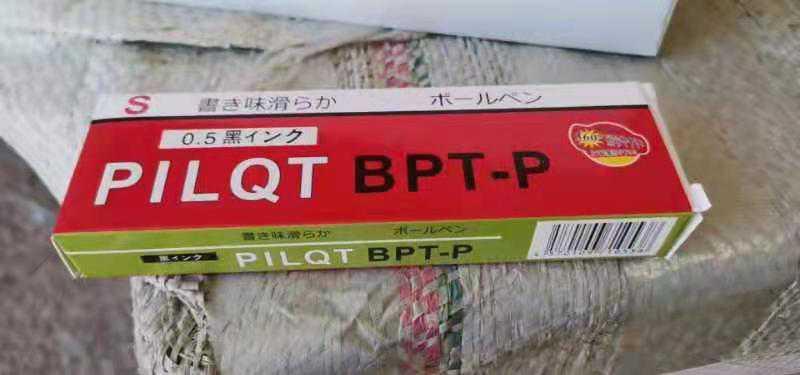 S 書き味滑らか ボールペン
0.5黒インク
PILQT BPT-P
書き味滑らか ボールペン
黒インク PILQT BPT-P